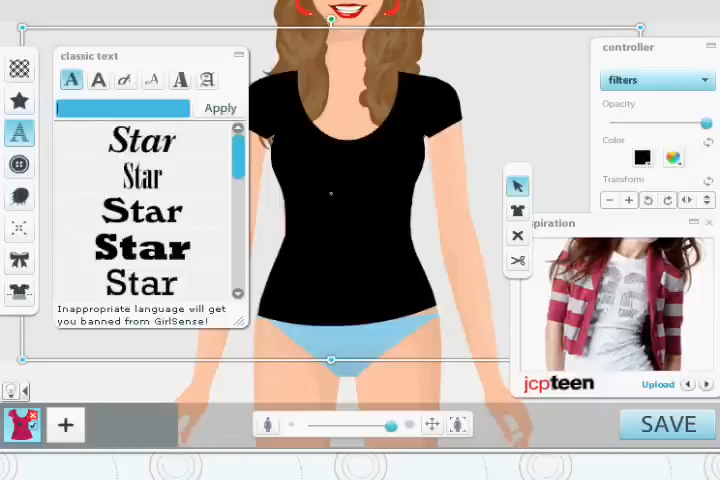 classic text
A A A A A A
Apply
Star
Star
Star
Star
Star
Inappropriate language will get
you banned from GirlSense!
controller
filters
Opacity
Color
Transform
spiration
jcpteen
Upload
SAVE